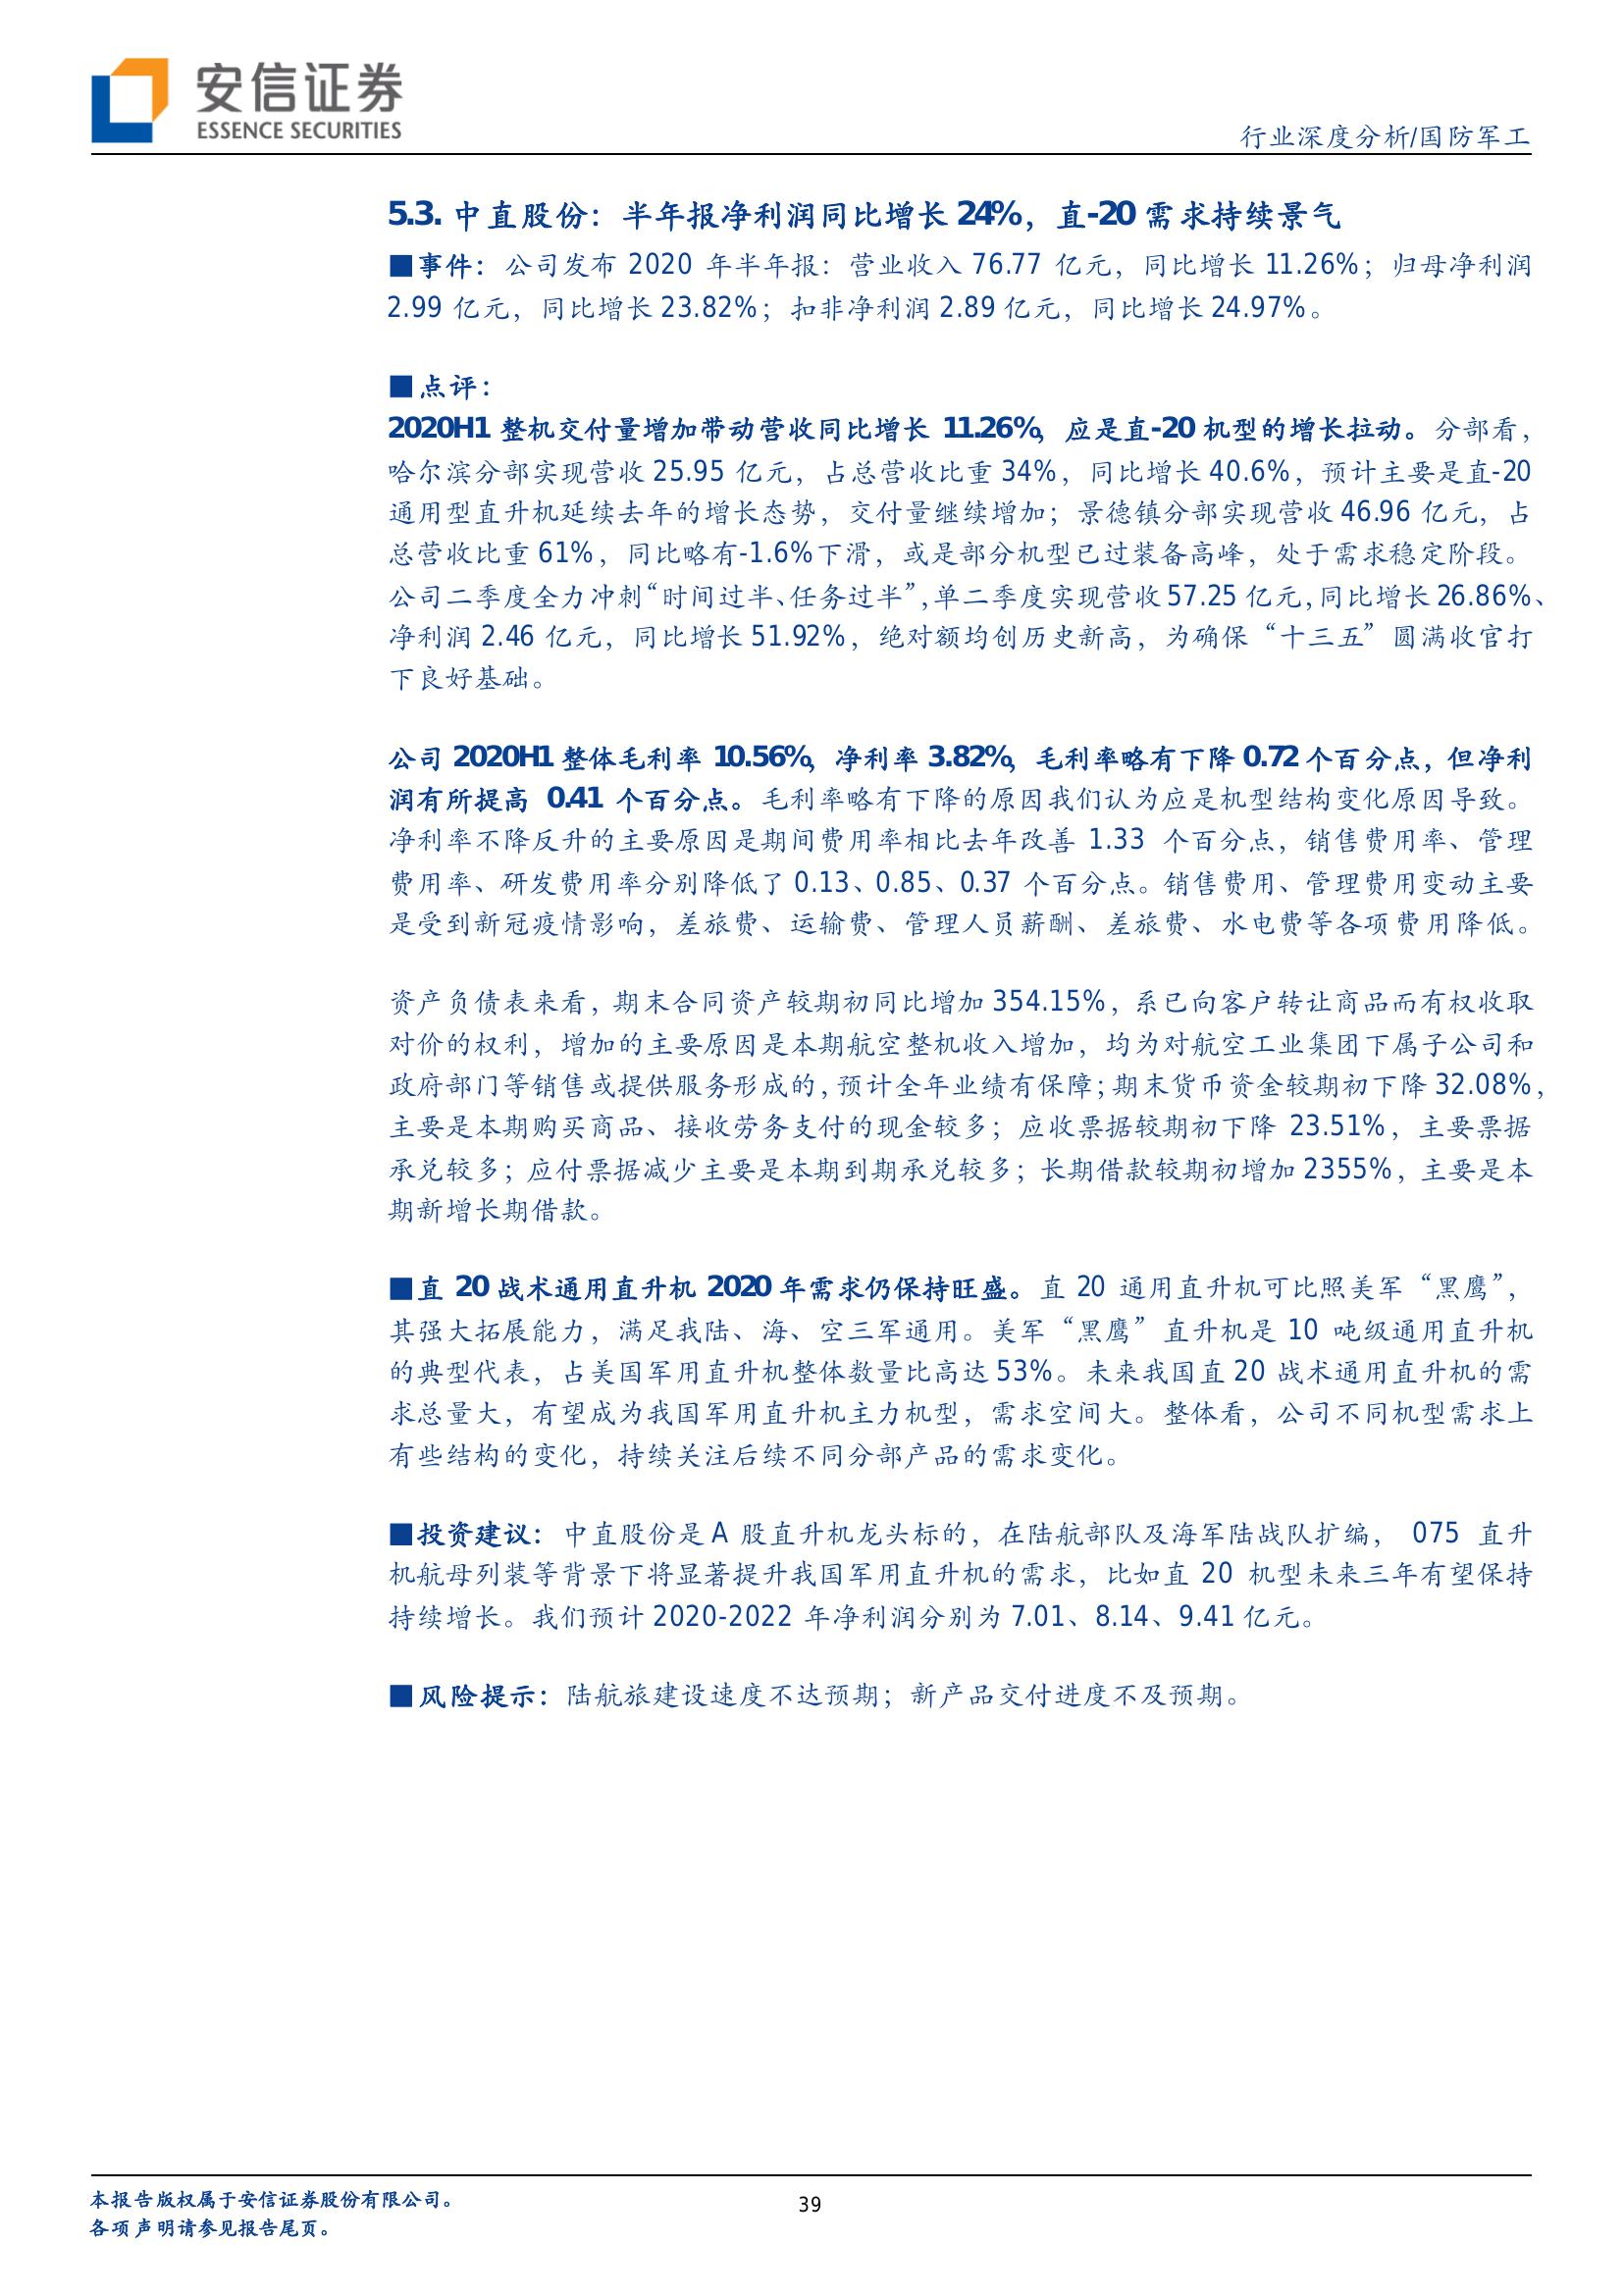 安信证券
ESSENCE SECURITIES
行业深度分析/国防军工
5.3. 中直股份：半年报净利润同比增长 24%，直-20 需求持续景气
■事件：公司发布 2020 年半年报：营业收入 76.77 亿元，同比增长 11.26%；归母净利润
2.99 亿元，同比增长 23.82%；扣非净利润 2.89 亿元，同比增长 24.97%。
■点评：
2020H1 整机交付量增加带动营收同比增长 11.26%，应是直-20 机型的增长拉动。分部看，
哈尔滨分部实现营收 25.95 亿元，占总营收比重 34%，同比增长 40.6%，预计主要是直-20
通用型直升机延续去年的增长态势，交付量继续增加；景德镇分部实现营收 46.96 亿元，占
总营收比重 61%，同比略有-1.6%下滑，或是部分机型已过装备高峰，处于需求稳定阶段。
公司二季度全力冲刺“时间过半、任务过半”，单二季度实现营收 57.25 亿元，同比增长 26.86%、
净利润 2.46 亿元，同比增长 51.92%，绝对额均创历史新高，为确保“十三五”圆满收官打
下良好基础。
公司 2020H1 整体毛利率 10.56%，净利率 3.82%，毛利率略有下降 0.72 个百分点，但净利
润有所提高 0.41 个百分点。毛利率略有下降的原因我们认为应是机型结构变化原因导致。
净利率不降反升的主要原因是期间费用率相比去年改善 1.33 个百分点，销售费用率、管理
费用率、研发费用率分别降低了 0.13、0.85、0.37 个百分点。销售费用、管理费用变动主要
是受到新冠疫情影响，差旅费、运输费、管理人员薪酬、差旅费、水电费等各项费用降低。
资产负债表来看，期末合同资产较期初同比增加 354.15%，系已向客户转让商品而有权收取
对价的权利，增加的主要原因是本期航空整机收入增加，均为对航空工业集团下属子公司和
政府部门等销售或提供服务形成的，预计全年业绩有保障；期末货币资金较期初下降 32.08%，
主要是本期购买商品、接收劳务支付的现金较多；应收票据较期初下降 23.51%，主要票据
承兑较多；应付票据减少主要是本期到期承兑较多；长期借款较期初增加 2355%，主要是本
期新增长期借款。
■直 20 战术通用直升机 2020 年需求仍保持旺盛。直 20 通用直升机可比照美军“黑鹰”，
其强大拓展能力，满足我陆、海、空三军通用。美军“黑鹰”直升机是 10 吨级通用直升机
的典型代表，占美国军用直升机整体数量比高达 53%。未来我国直 20 战术通用直升机的需
求总量大，有望成为我国军用直升机主力机型，需求空间大。整体看，公司不同机型需求上
有些结构的变化，持续关注后续不同分部产品的需求变化。
■投资建议：中直股份是 A 股直升机龙头标的，在陆航部队及海军陆战队扩编， 075 直升
机航母列装等背景下将显著提升我国军用直升机的需求，比如直 20 机型未来三年有望保持
持续增长。我们预计 2020-2022 年净利润分别为 7.01、8.14、9.41 亿元。
■风险提示：陆航旅建设速度不达预期；新产品交付进度不及预期。
本报告版权属于安信证券股份有限公司。
各项声明请参见报告尾页。
39